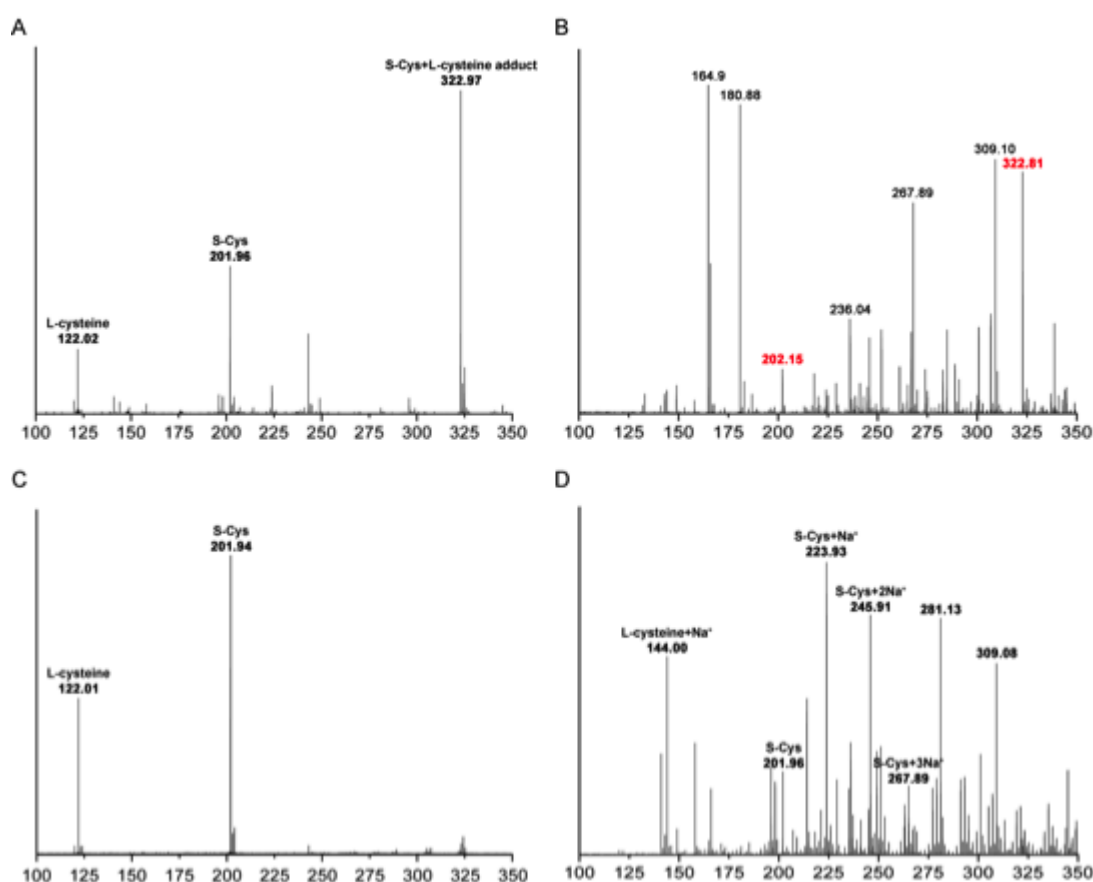 A
S-Cys+L-cysteine adduct
322.97
S-Cys
201.96
L-cysteine
122.02
100 125 150 175 200 225 250 275 300 325 350
B
164.9
180.88
309.10
322.81
267.89
236.04
202.15
100 125 150 175 200 225 250 275 300 325 350
C
S-Cys
201.94
L-cysteine
122.01
100 125 150 175 200 225 250 275 300 325 350
D
S-Cys+Na⁺
223.93
S-Cys+2Na⁺
245.91
281.13
L-cysteine+Na⁺
144.00
309.08
S-Cys
201.96
S-Cys+3Na⁺
267.89
100 125 150 175 200 225 250 275 300 325 350